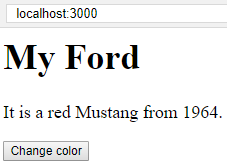 localhost:3000
My Ford
It is a red Mustang from 1964.
Change color